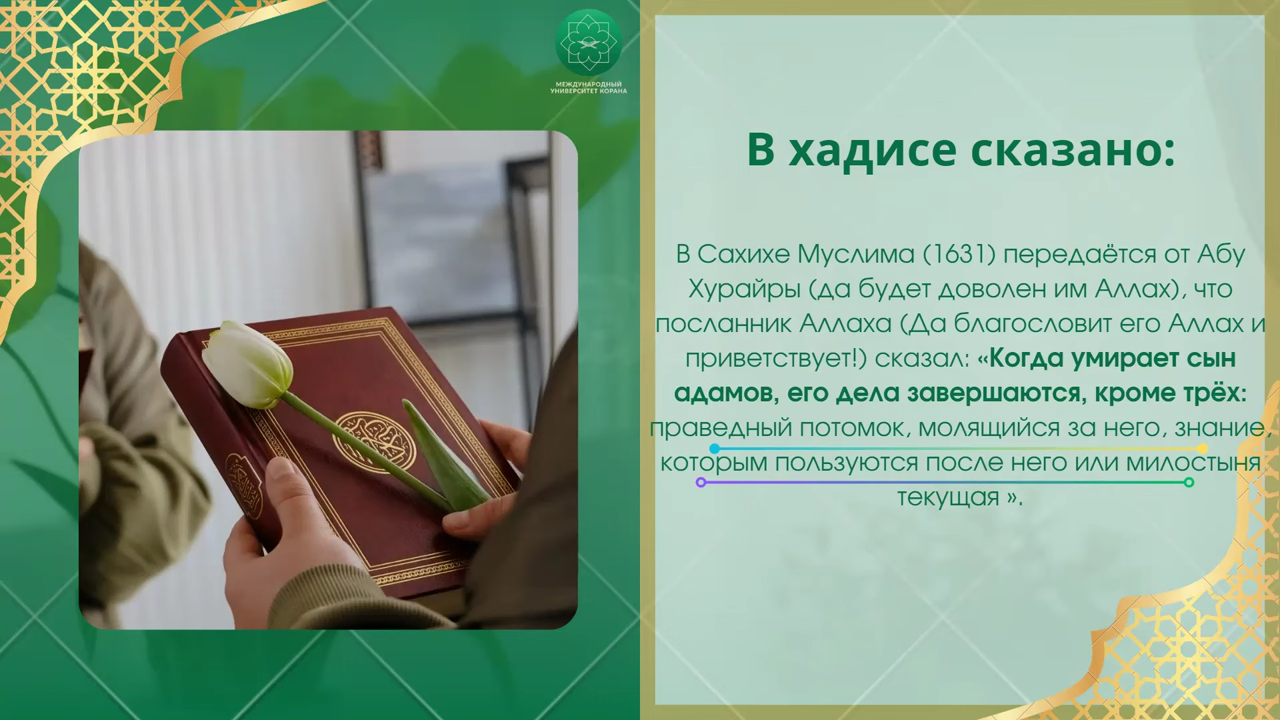 МЕЖДУНАРОДНЫЙ
УНИВЕРСИТЕТ КОРАНА
В хадисе сказано:
В Сахихе Муслима (1631) передаётся от Абу
Хурайры (да будет доволен им Аллах), что
посланник Аллаха (Да благословит его Аллах и
приветствует!) сказал: «Когда умирает сын
адамов, его дела завершаются, кроме трёх:
праведный потомок, молящийся за него, знание,
которым пользуются после него или милостыня
текущая ».